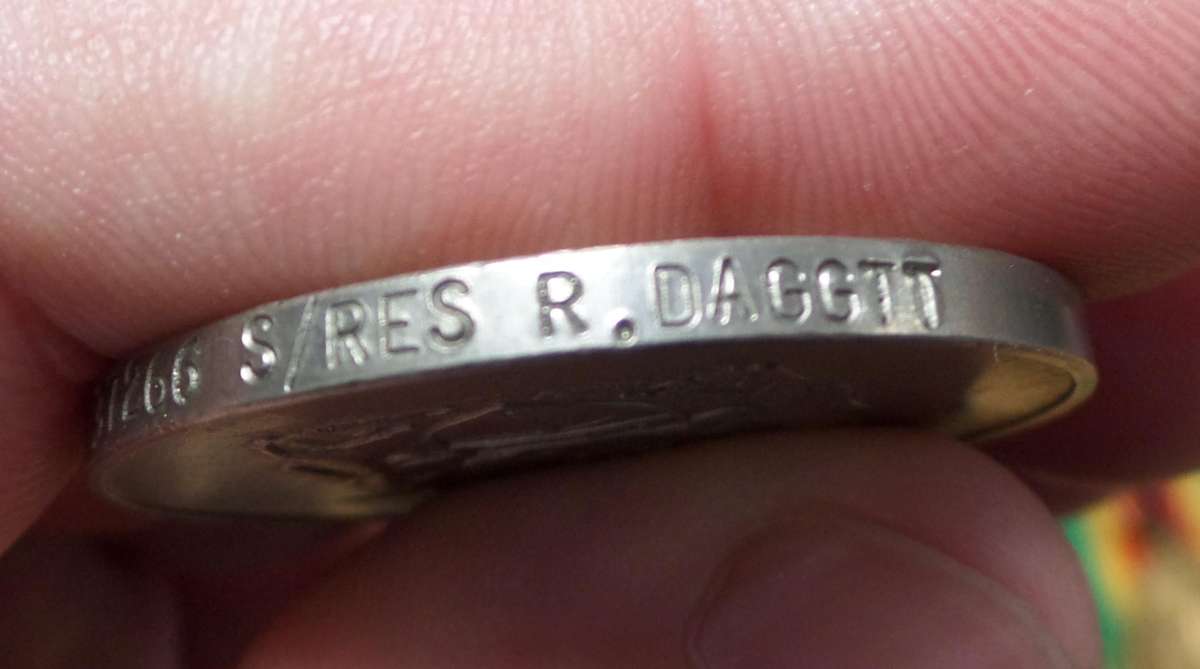 1266 S/RES R. DAGGTT